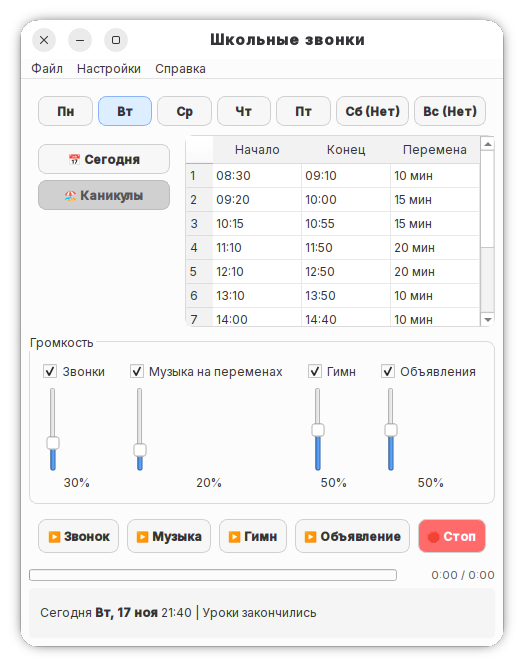 Школьные звонки
Файл Настройки Справка
Пн Вт Ср Чт Пт Сб (Нет) Вс (Нет)
Сегодня
Каникулы
Начало Конец Перемена
1 08:30 09:10 10 мин
2 09:20 10:00 15 мин
3 10:15 10:55 15 мин
4 11:10 11:50 20 мин
5 12:10 12:50 20 мин
6 13:10 13:50 10 мин
7 14:00 14:40 10 мин
Громкость
Звонки Музыка на переменах Гимн Объявления
30% 20% 50% 50%
Звонок Музыка Гимн Объявление Стоп
0:00 / 0:00
Сегодня Вт, 17 ноя 21:40 | Уроки закончились